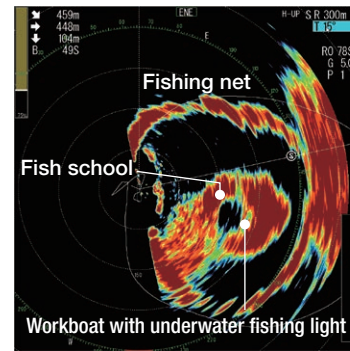 459m ENE H-UP S R 300m
448m T 15°
104m E RO 78S
B 49S G 5.0
P 1
Fishing net
S
Fish school
Workboat with underwater fishing light